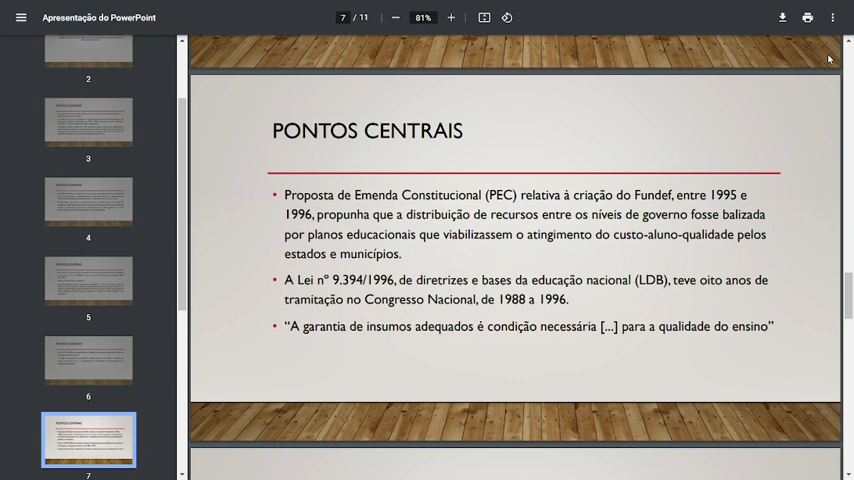 Apresentação do PowerPoint
7 / 11
81%
2
3
4
5
6
7
PONTOS CENTRAIS
• Proposta de Emenda Constitucional (PEC) relativa à criação do Fundef, entre 1995 e
1996, propunha que a distribuição de recursos entre os níveis de governo fosse balizada
por planos educacionais que viabilizassem o atingimento do custo-aluno-qualidade pelos
estados e municípios.
• A Lei nº 9.394/1996, de diretrizes e bases da educação nacional (LDB), teve oito anos de
tramitação no Congresso Nacional, de 1988 a 1996.
• “A garantia de insumos adequados é condição necessária [...] para a qualidade do ensino”